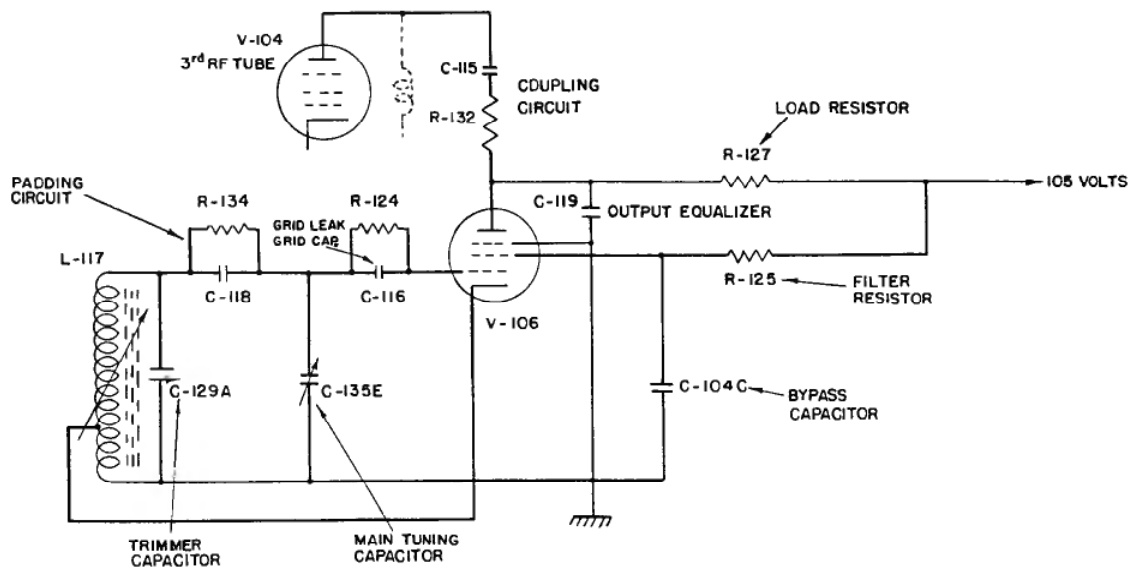 V-104
3rd RF TUBE
C-115
COUPLING
CIRCUIT
R-132
LOAD RESISTOR
R-127
105 VOLTS
PADDING
CIRCUIT
R-134
R-124
GRID LEAK
GRID CAP.
C-119
OUTPUT EQUALIZER
L-117
C-118
C-116
R-125
FILTER
RESISTOR
V-106
C-129A
C-135E
C-104C
BYPASS
CAPACITOR
TRIMMER
CAPACITOR
MAIN TUNING
CAPACITOR